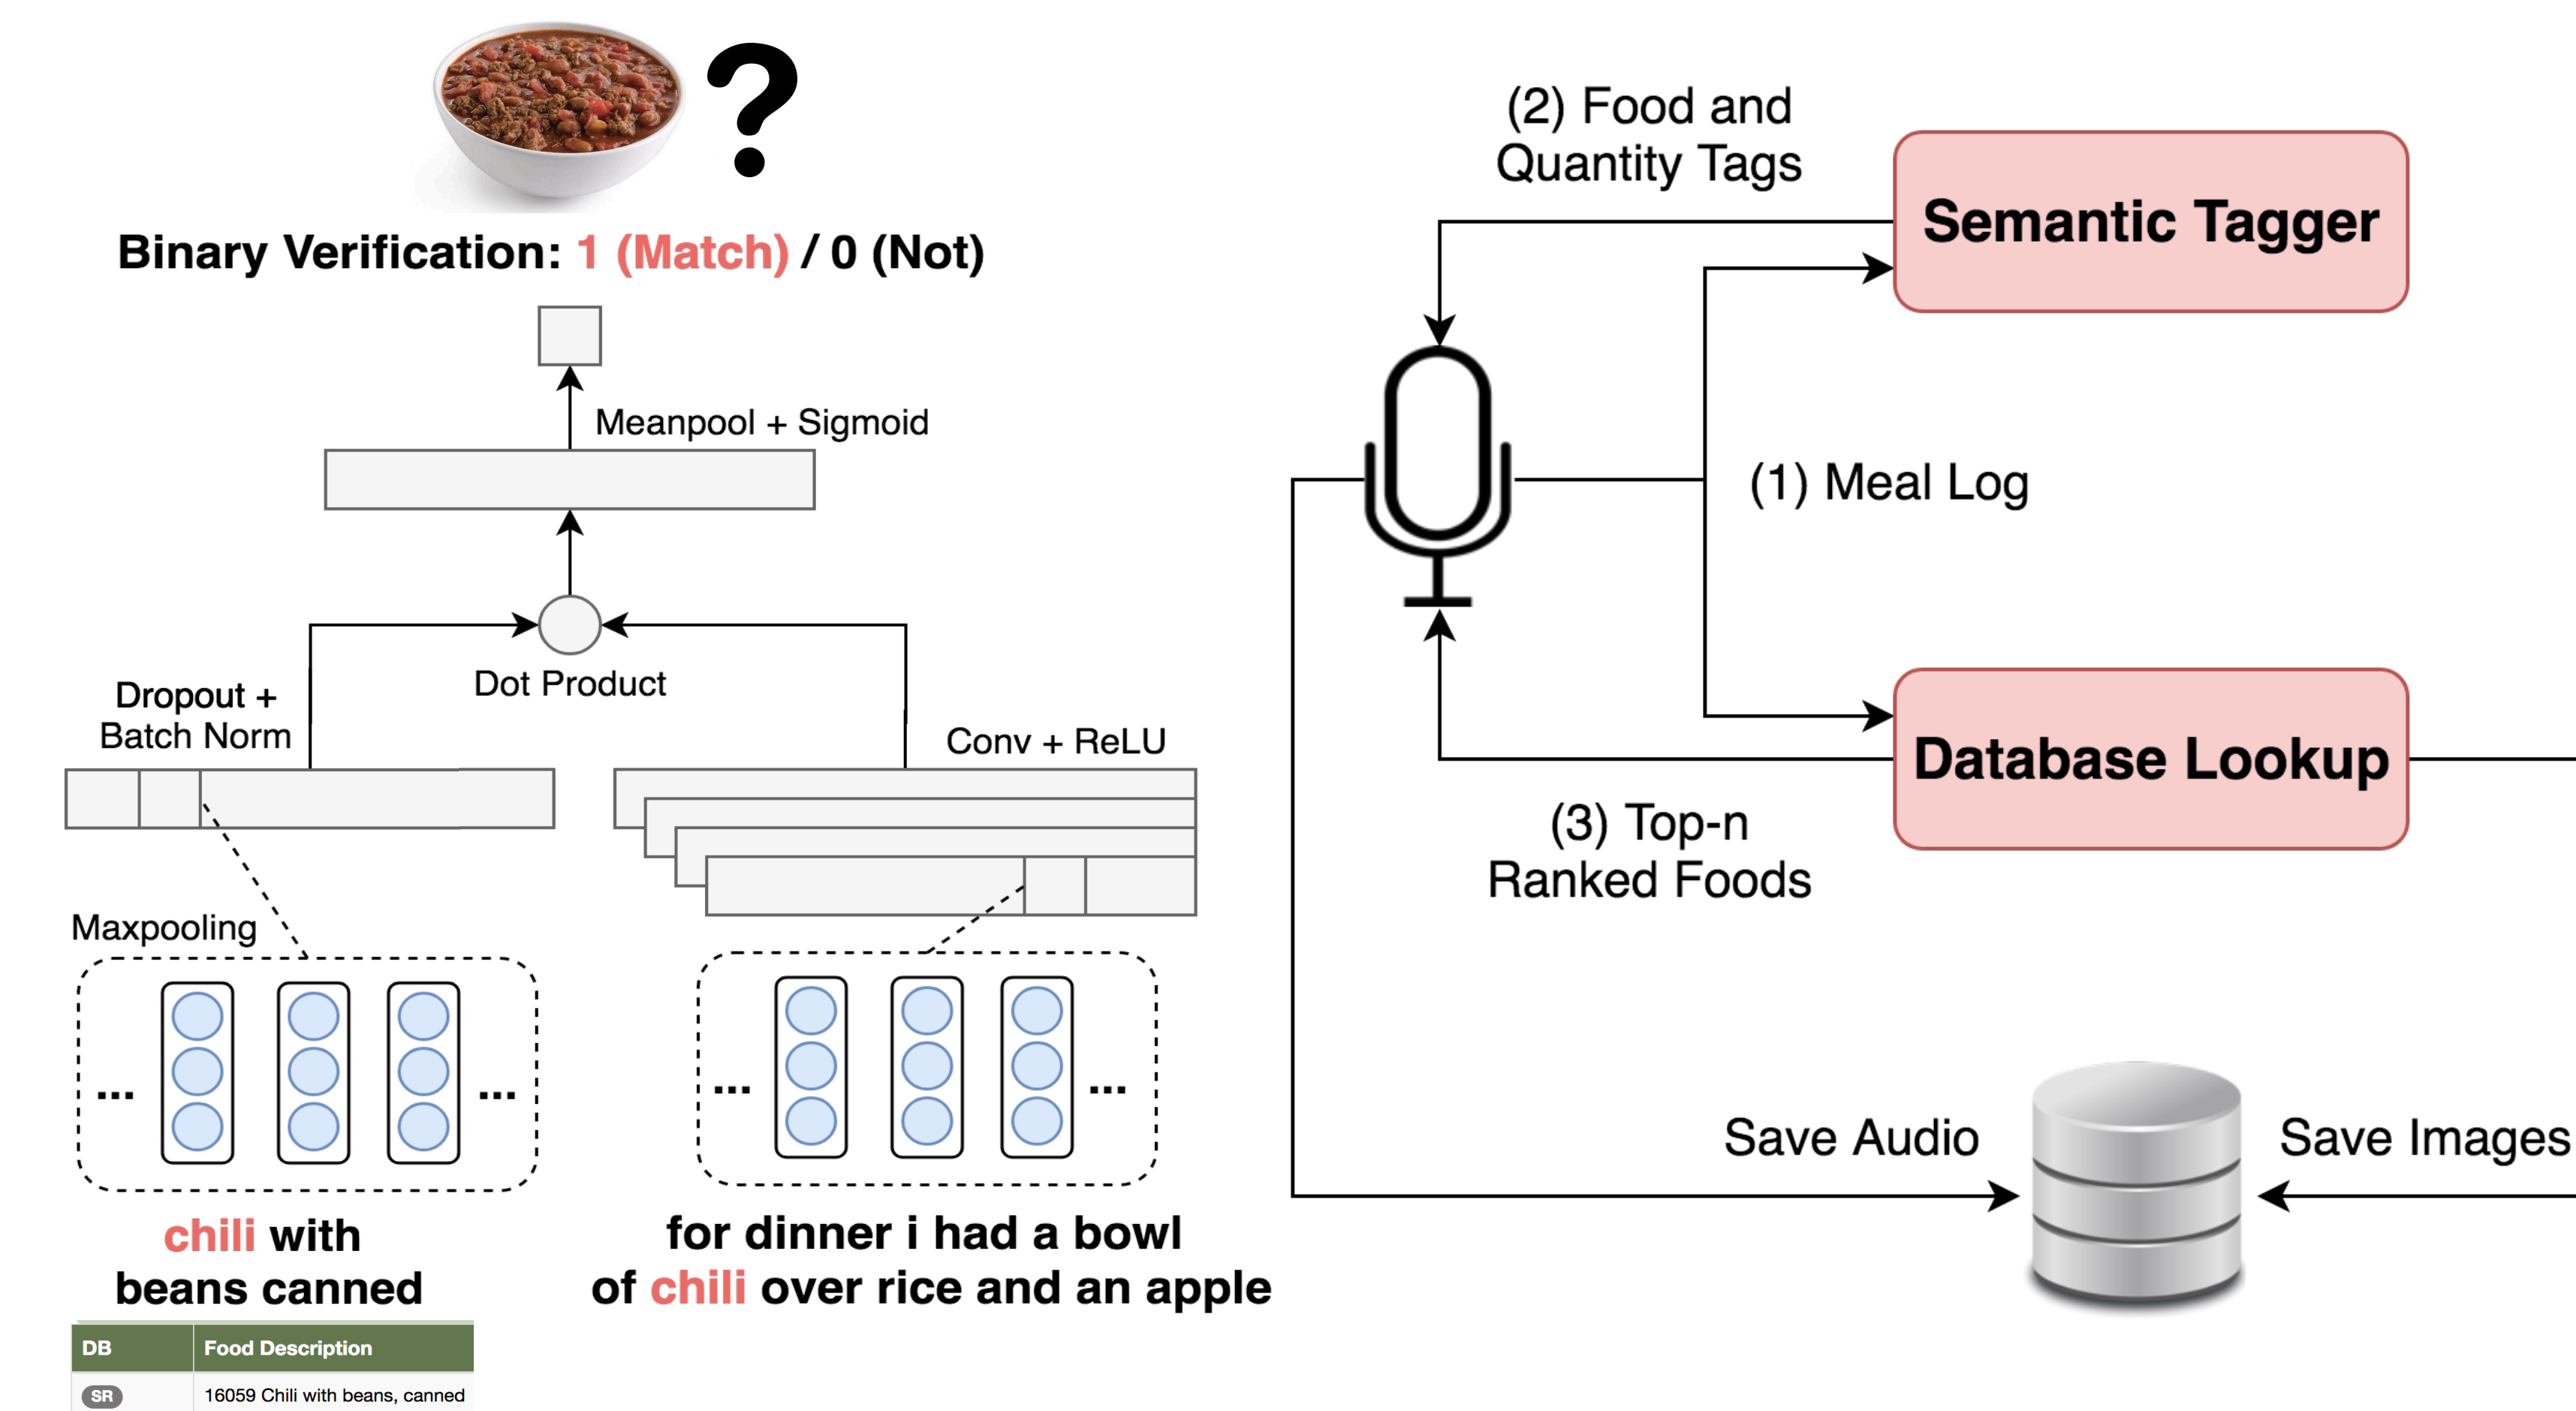 ?
Binary Verification: 1 (Match) / 0 (Not)
Meanpool + Sigmoid
Dot Product
Dropout +
Batch Norm
Conv + ReLU
Maxpooling
...
...
...
...
chili with
beans canned
for dinner i had a bowl
of chili over rice and an apple
DB
Food Description
SR
16059 Chili with beans, canned
(2) Food and
Quantity Tags
Semantic Tagger
(1) Meal Log
Database Lookup
(3) Top-n
Ranked Foods
Save Audio
Save Images